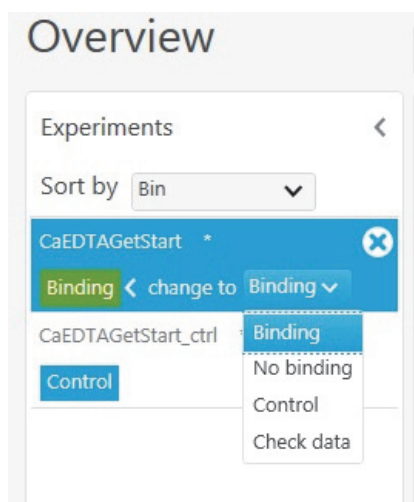 Overview
Experiments
Sort by Bin
CaEDTAGetStart *
Binding change to Binding
CaEDTAGetStart_ctrl
Binding
No binding
Control
Control
Check data